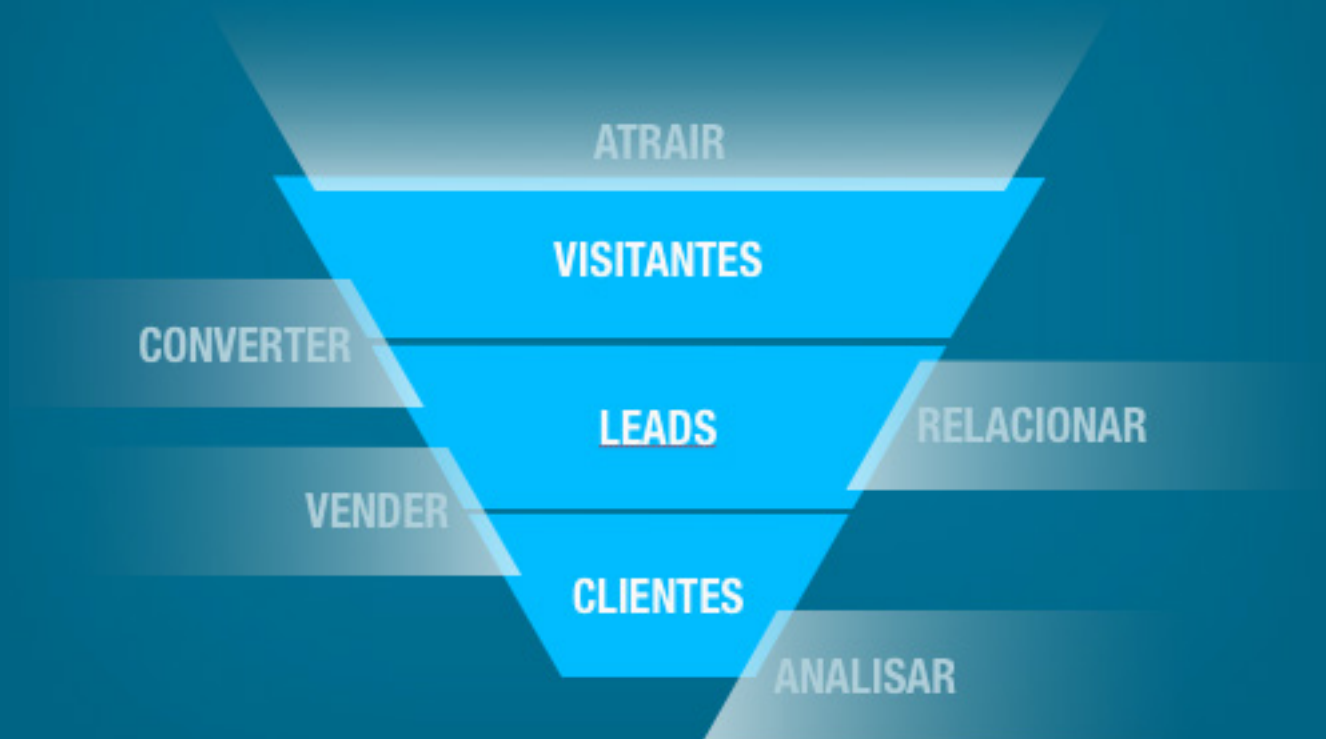 ATRAIR
VISITANTES
CONVERTER
LEADS
RELACIONAR
VENDER
CLIENTES
ANALISAR